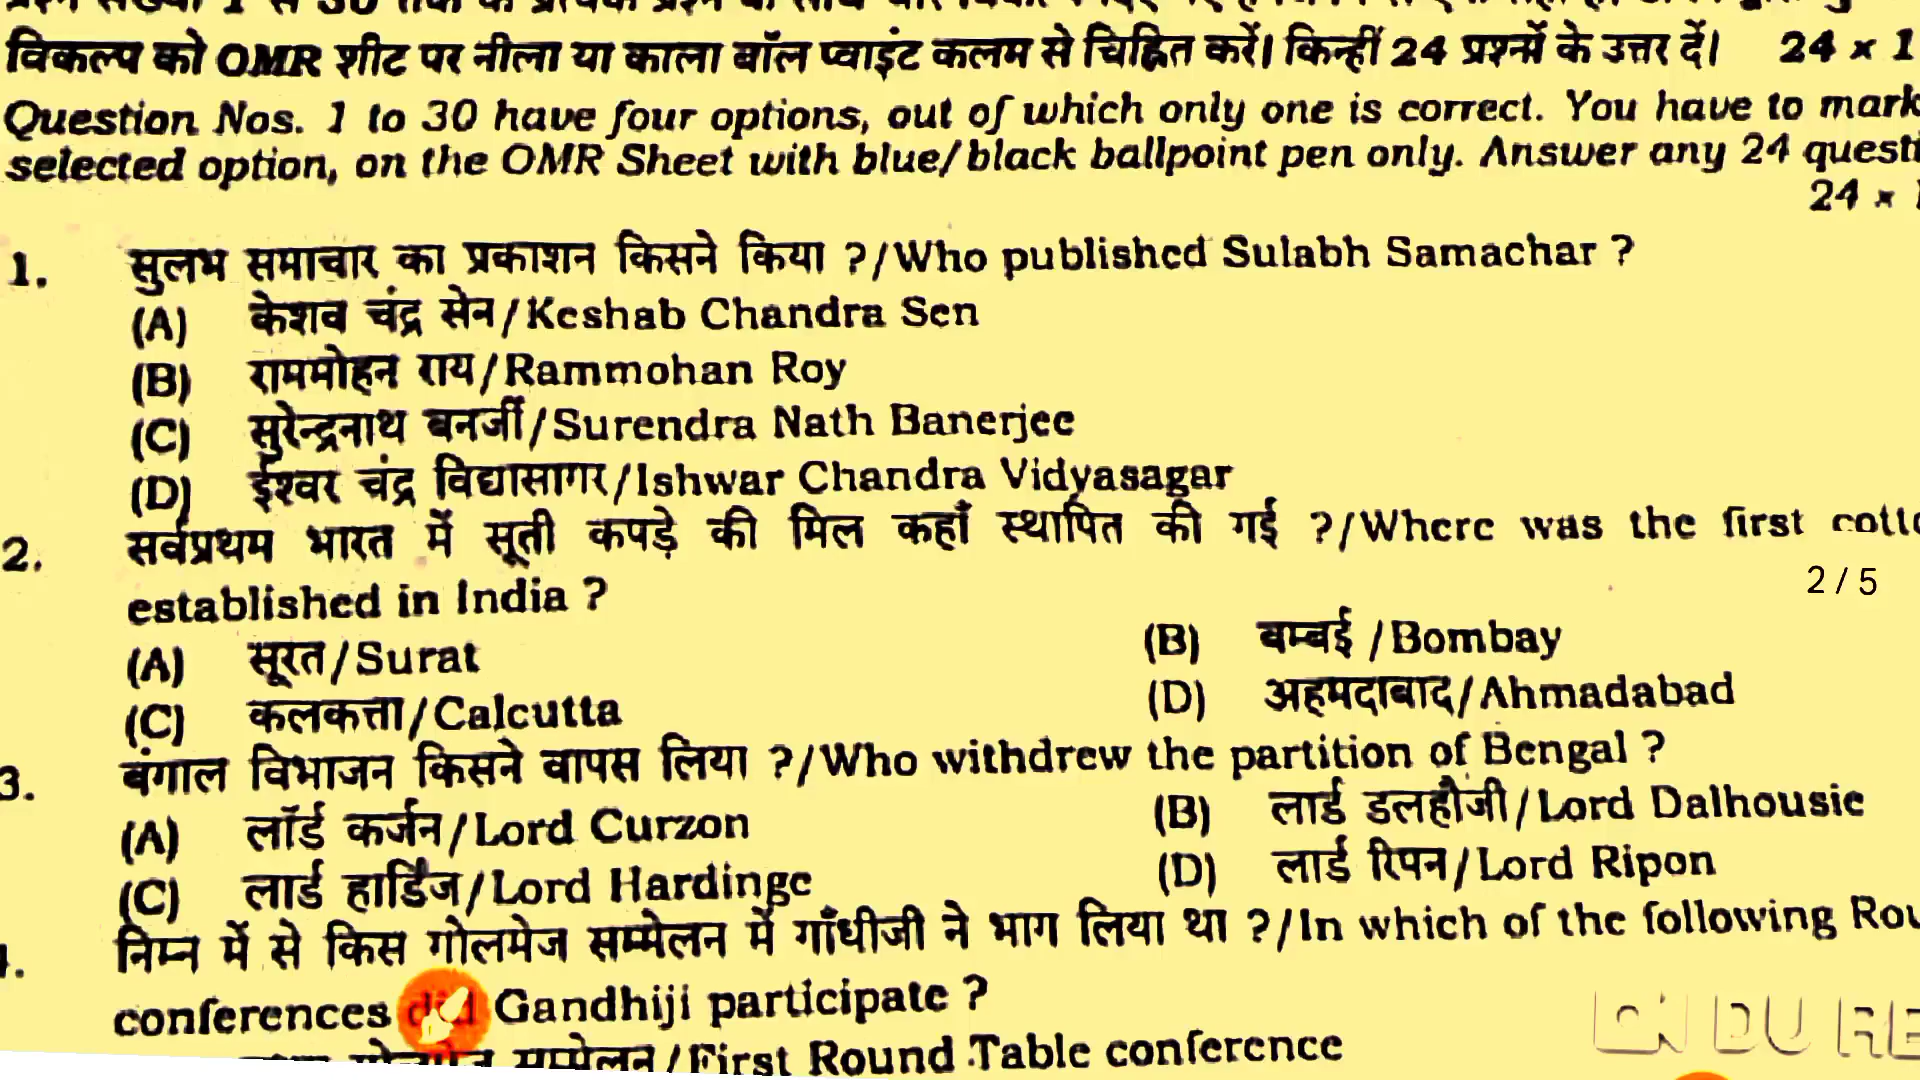 विकल्प को OMR शीट पर नीला या काला बॉल प्वाइंट कलम से चिह्नित करें। किन्हीं 24 प्रश्नों के उत्तर दें। 24 × 1
Question Nos. 1 to 30 have four options, out of which only one is correct. You have to mark
selected option, on the OMR Sheet with blue/black ballpoint pen only. Answer any 24 questi
24 ×
1. सुलभ समाचार का प्रकाशन किसने किया ?/Who published Sulabh Samachar ?
(A) केशव चंद्र सेन/Keshab Chandra Sen
(B) राममोहन राय/Rammohan Roy
(C) सुरेन्द्रनाथ बनर्जी/Surendra Nath Banerjee
(D) ईश्वर चंद्र विद्यासागर/Ishwar Chandra Vidyasagar
2. सर्वप्रथम भारत में सूती कपड़े की मिल कहाँ स्थापित की गई ?/Where was the first cotto
established in India ?
2 / 5
(A) सूरत/Surat (B) बम्बई /Bombay
(C) कलकत्ता/Calcutta (D) अहमदाबाद/Ahmadabad
3. बंगाल विभाजन किसने वापस लिया ?/Who withdrew the partition of Bengal ?
(A) लॉर्ड कर्जन/Lord Curzon (B) लार्ड डलहौजी/Lord Dalhousie
(C) लार्ड हार्डिंज/Lord Hardinge (D) लार्ड रिपन/Lord Ripon
निम्न में से किस गोलमेज सम्मेलन में गाँधीजी ने भाग लिया था ?/In which of the following Rou
conferences did Gandhiji participate ?
गोलमेज सम्मेलन/First Round Table conference